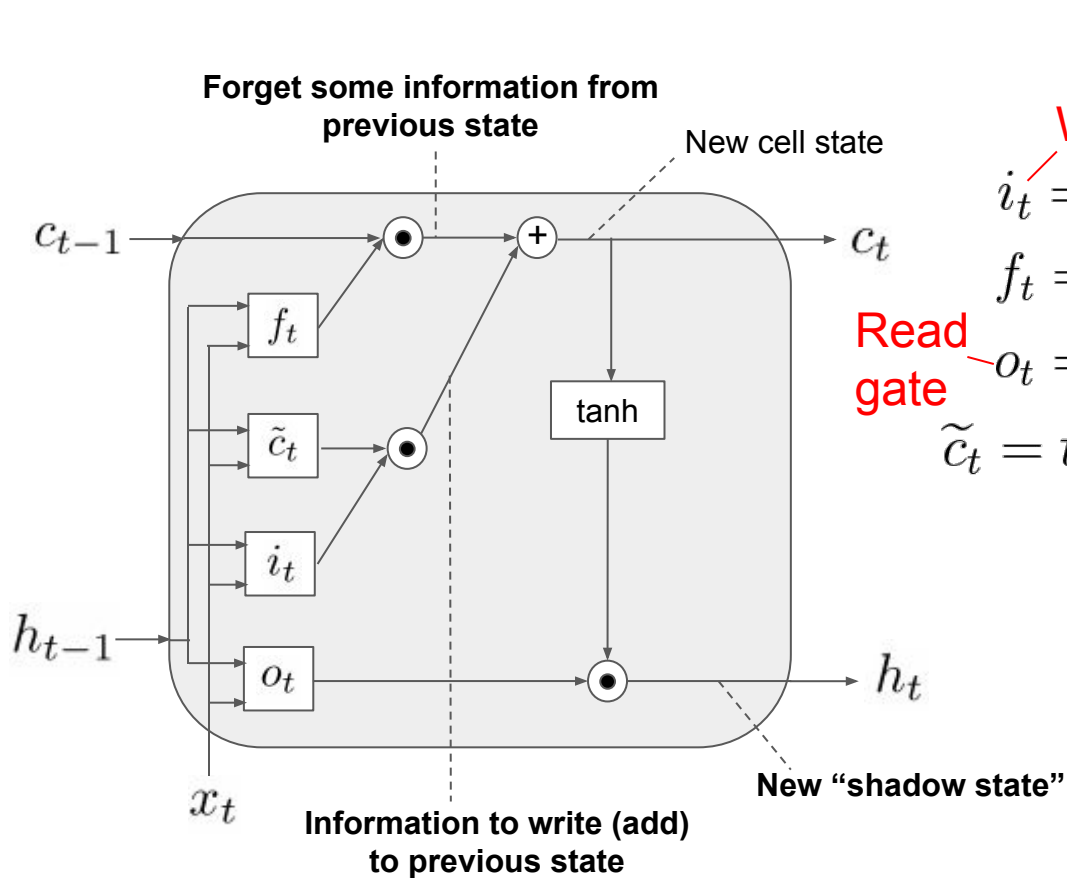 Forget some information from
previous state
New cell state
c_{t-1}
+
c_t
i_t =
f_t
f_t =
Read
gate
o_t =
tanh
c̃_t
c̃_t =
i_t
h_{t-1}
o_t
h_t
x_t
New “shadow state”
Information to write (add)
to previous state